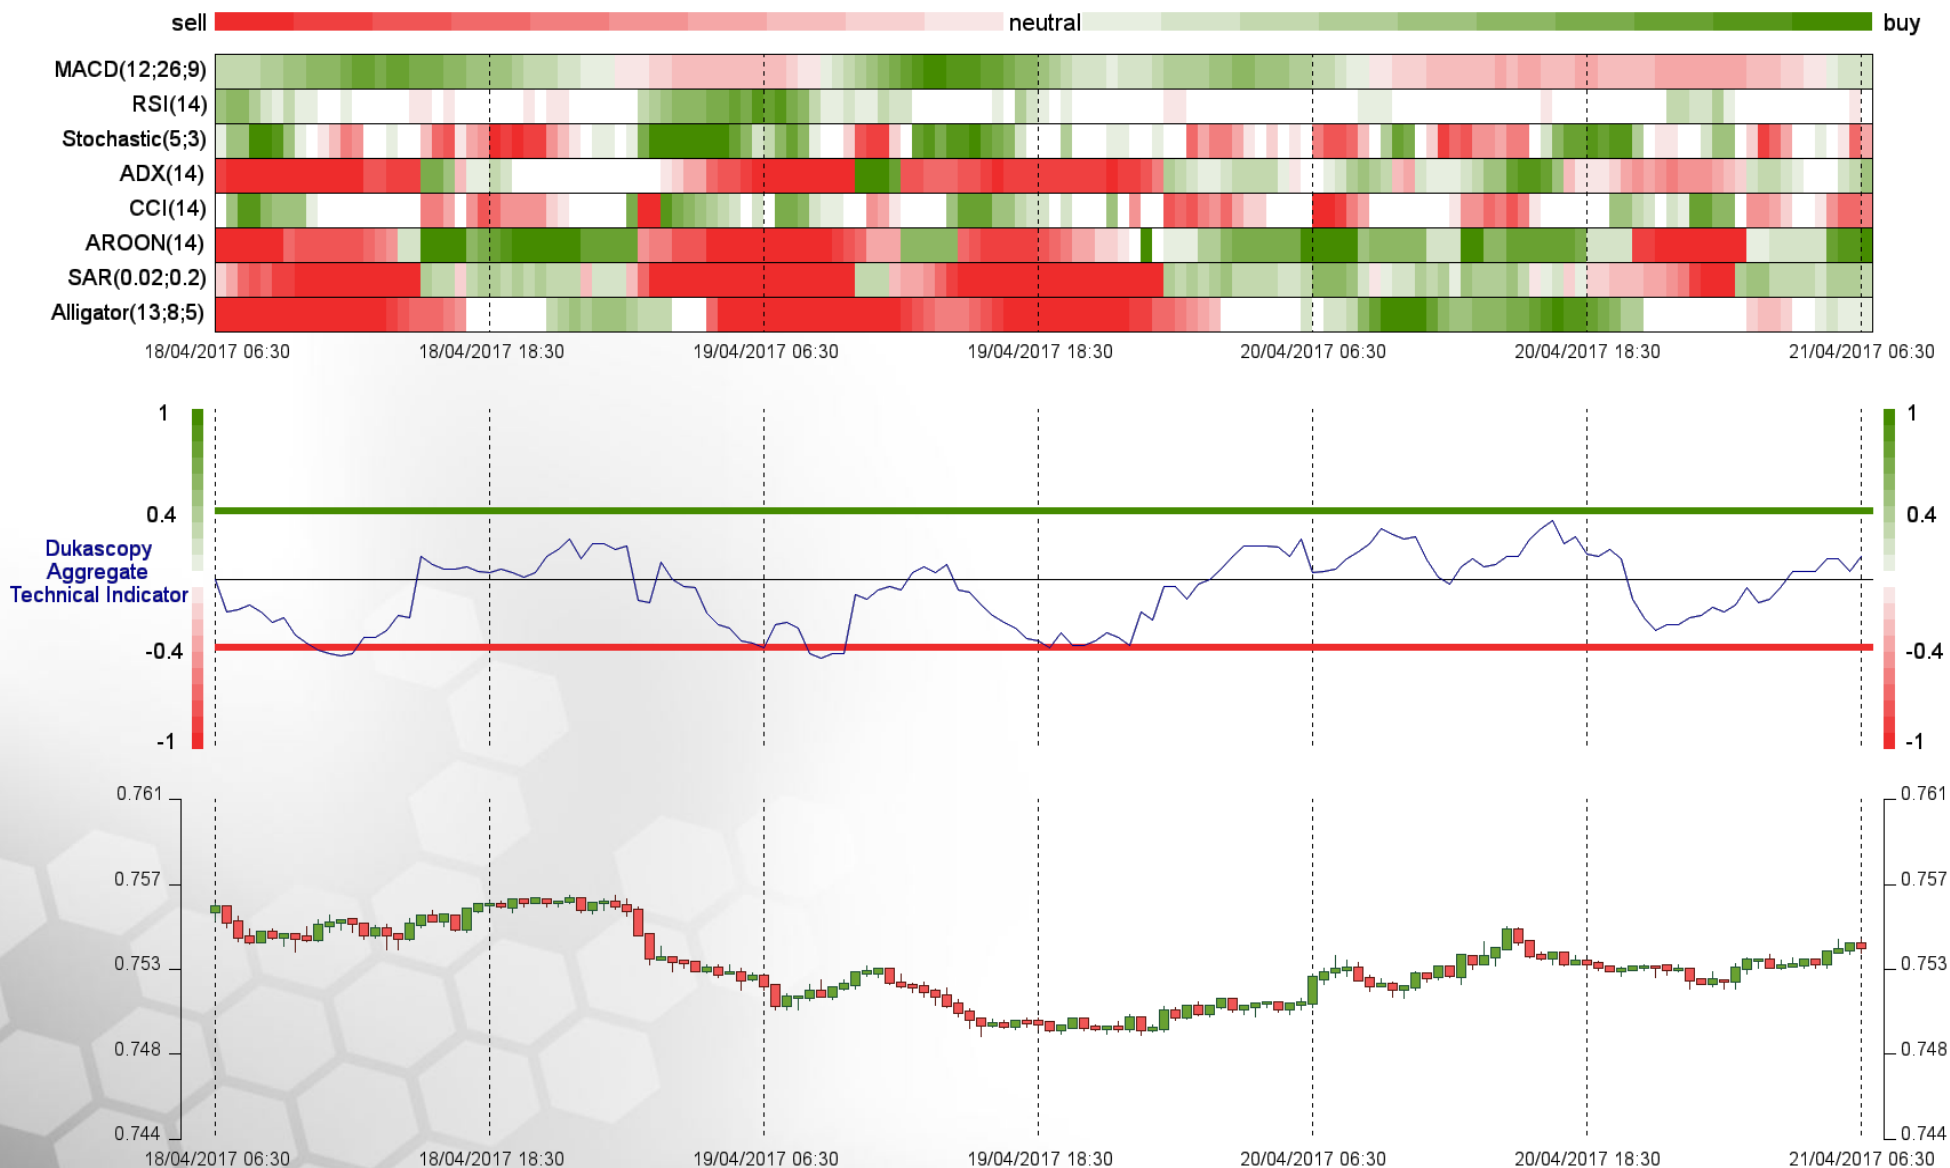 sell neutral buy
MACD(12;26;9)
RSI(14)
Stochastic(5;3)
ADX(14)
CCI(14)
AROON(14)
SAR(0.02;0.2)
Alligator(13;8;5)
18/04/2017 06:30 18/04/2017 18:30 19/04/2017 06:30 19/04/2017 18:30 20/04/2017 06:30 20/04/2017 18:30 21/04/2017 06:30
1 1
0.4 0.4
Dukascopy
Aggregate
Technical Indicator
-0.4 -0.4
-1 -1
0.761 0.761
0.757 0.757
0.753 0.753
0.748 0.748
0.744 0.744
18/04/2017 06:30 18/04/2017 18:30 19/04/2017 06:30 19/04/2017 18:30 20/04/2017 06:30 20/04/2017 18:30 21/04/2017 06:30